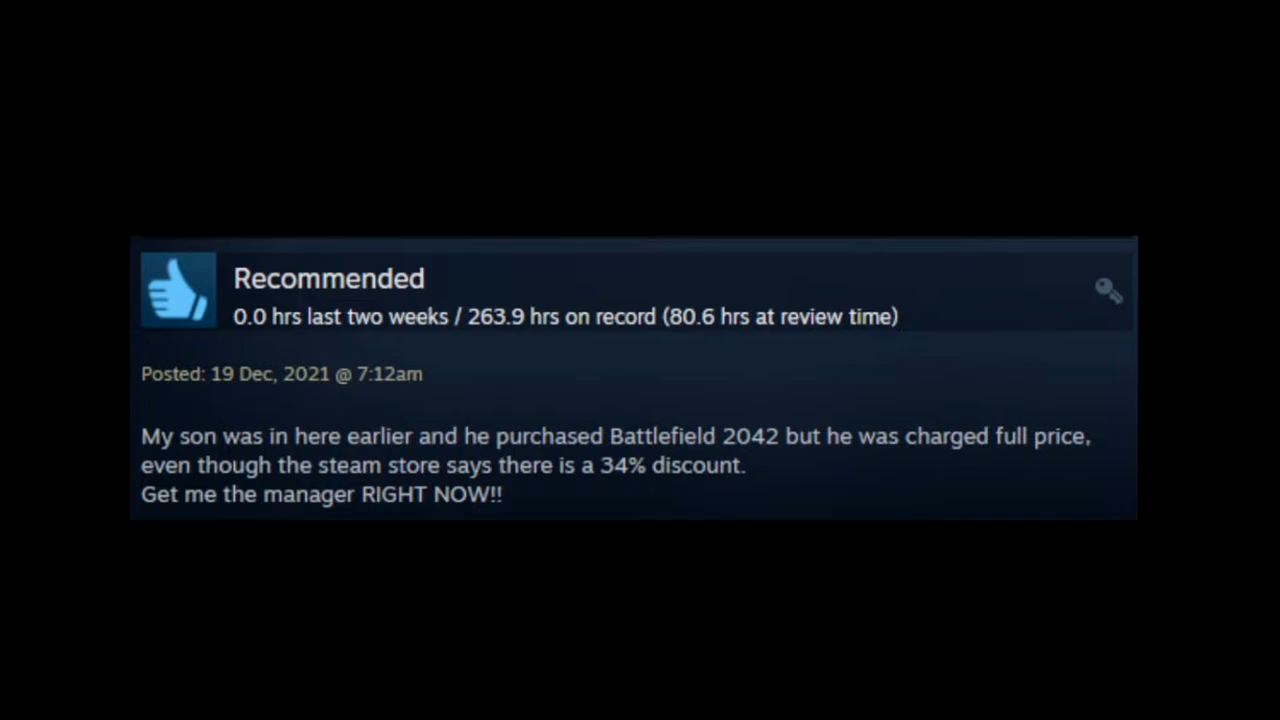 Recommended
0.0 hrs last two weeks / 263.9 hrs on record (80.6 hrs at review time)
Posted: 19 Dec, 2021 @ 7:12am
My son was in here earlier and he purchased Battlefield 2042 but he was charged full price,
even though the steam store says there is a 34% discount.
Get me the manager RIGHT NOW!!